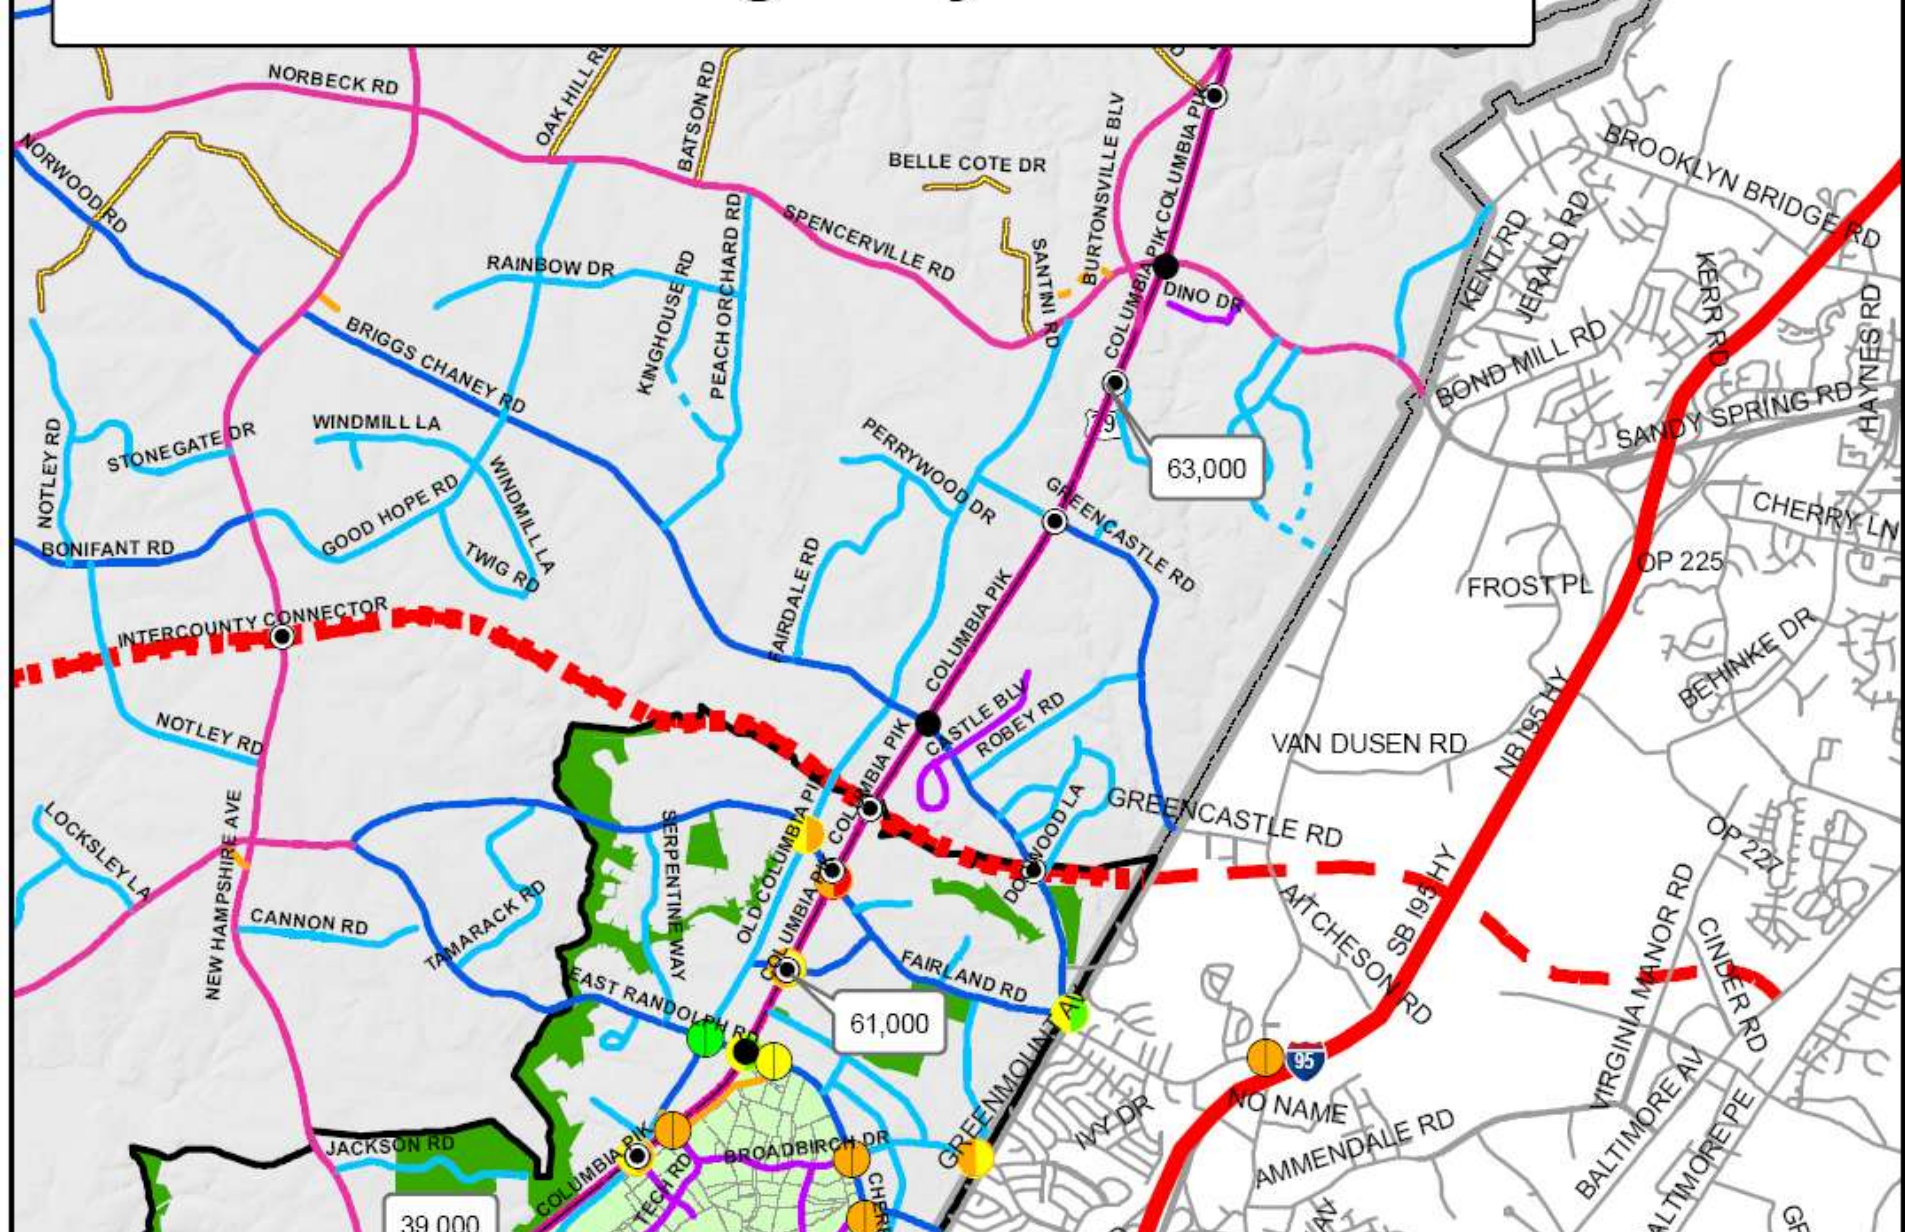 NORBECK RD
OAK HILL RD
BATSON RD
NORWOOD RD
BELLE COTE DR
BURTONSVILLE BLV
COLUMBIA PIK
BROOKLYN BRIDGE RD
PEACH ORCHARD RD
SPENCERVILLE RD
RAINBOW DR
KINGHOUSE RD
SANTINI RD
COLUMBIA PIK
DINO DR
KENT RD
JERALD RD
KERR RD
HAYNES RD
BRIGGS CHANEY RD
BOND MILL RD
SANDY SPRING RD
NOTLEY RD
STONEGATE DR
WINDMILL LA
PERRYWOOD DR
9
63,000
GOOD HOPE RD
WINDMILL LA
GREENCASTLE RD
CHERRY LN
BONIFANT RD
TWIG RD
FAIRDALE RD
OP 225
FROST PL
INTERCOUNTY CONNECTOR
COLUMBIA PIK
BEHINKE DR
NOTLEY RD
CASTLE BLV
ROBEY RD
COLUMBIA PIK
VAN DUSEN RD
NB I95 HY
LOCKSLEY LA
NEW HAMPSHIRE AVE
SERPENTINE WAY
OLD COLUMBIA PIK
DOGWOOD LA
GREENCASTLE RD
OP 227
CANNON RD
TAMARACK RD
COLUMBIA PIK
FAIRLAND RD
AITCHESON RD
SB I95 HY
VIRGINIA MANOR RD
CINDER RD
EAST RANDOLPH RD
61,000
GREENMOUNT AV
95
NO NAME
IVY DR
BALTIMORE AV
JACKSON RD
COLUMBIA PIK
TECH RD
BROADBIRCH DR
CHER
AMMENDALE RD
ALTIMORE PE
39,000